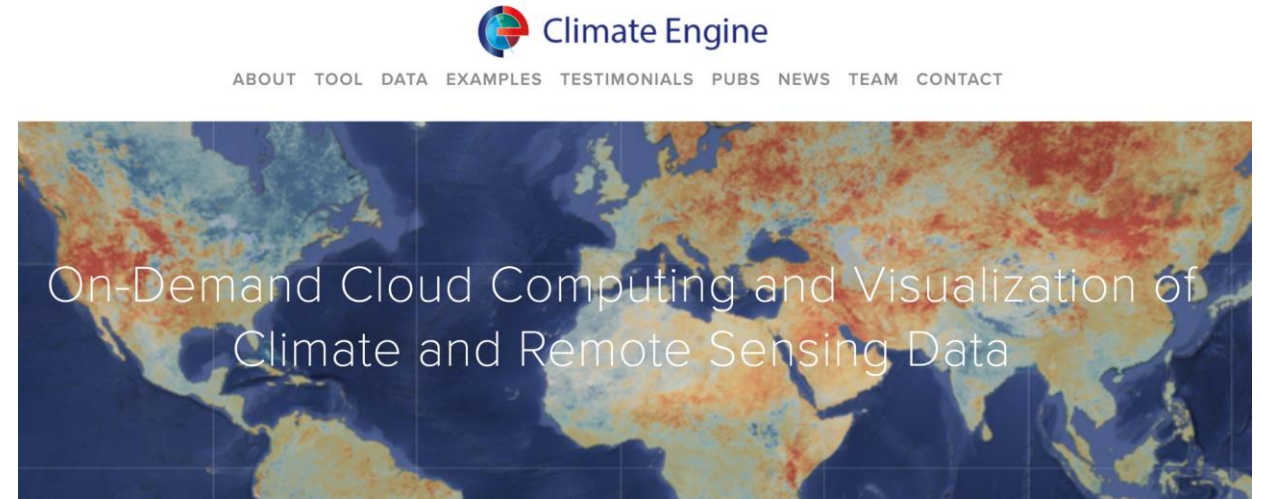 Climate Engine
ABOUT TOOL DATA EXAMPLES TESTIMONIALS PUBS NEWS TEAM CONTACT
On-Demand Cloud Computing and Visualization of
Climate and Remote Sensing Data